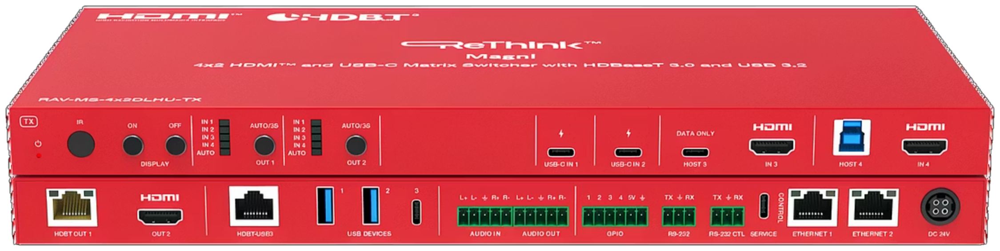 HDMI™ HDBT 3
HIGH-DEFINITION MULTIMEDIA INTERFACE
ReThink™
Magni
4x2 HDMI™ and USB-C Matrix Switcher with HDBaseT 3.0 and USB 3.2
RAV-MS-4x2DLHU-TX
TX
IR
ON OFF
DISPLAY
IN 1
IN 2
IN 3
IN 4
AUTO
AUTO/3S
OUT 1
IN 1
IN 2
IN 3
IN 4
AUTO
AUTO/3S
OUT 2
USB-C IN 1
USB-C IN 2
DATA ONLY
HOST 3
HDMI
IN 3
HOST 4
HDMI
IN 4
HDBT OUT 1
HDMI
OUT 2
HDBT-USB3
1 2 3
USB DEVICES
L+ L- R+ R-
AUDIO IN
L+ L- R+ R-
AUDIO OUT
1 2 3 4 5V
GPIO
TX RX
RS-232
TX RX
RS-232 CTL
SERVICE
CONTROL
ETHERNET 1
ETHERNET 2
DC 24V